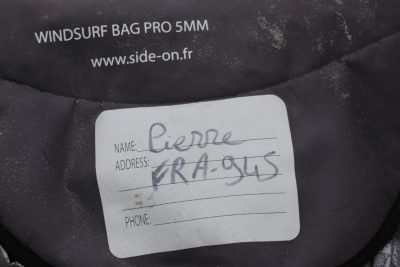 WINDSURF BAG PRO 5MM
www.side-on.fr
NAME: Pierre
ADDRESS: FRA-945
PHONE: